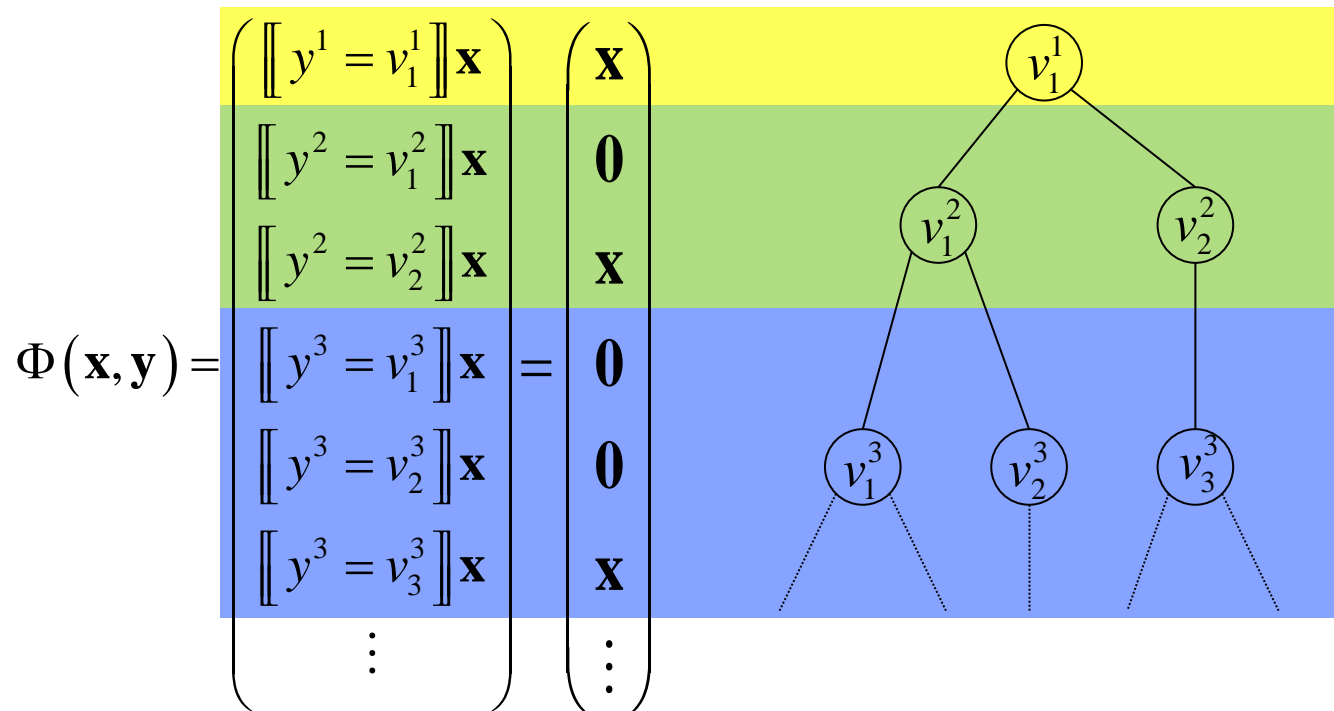 Φ(x, y) =
⟦y¹ = v₁¹⟧x
⟦y² = v₁²⟧x
⟦y² = v₂²⟧x
⟦y³ = v₁³⟧x
⟦y³ = v₂³⟧x
⟦y³ = v₃³⟧x
⋮
=
x
0
x
0
0
x
⋮
v₁¹
v₁² v₂²
v₁³ v₂³ v₃³